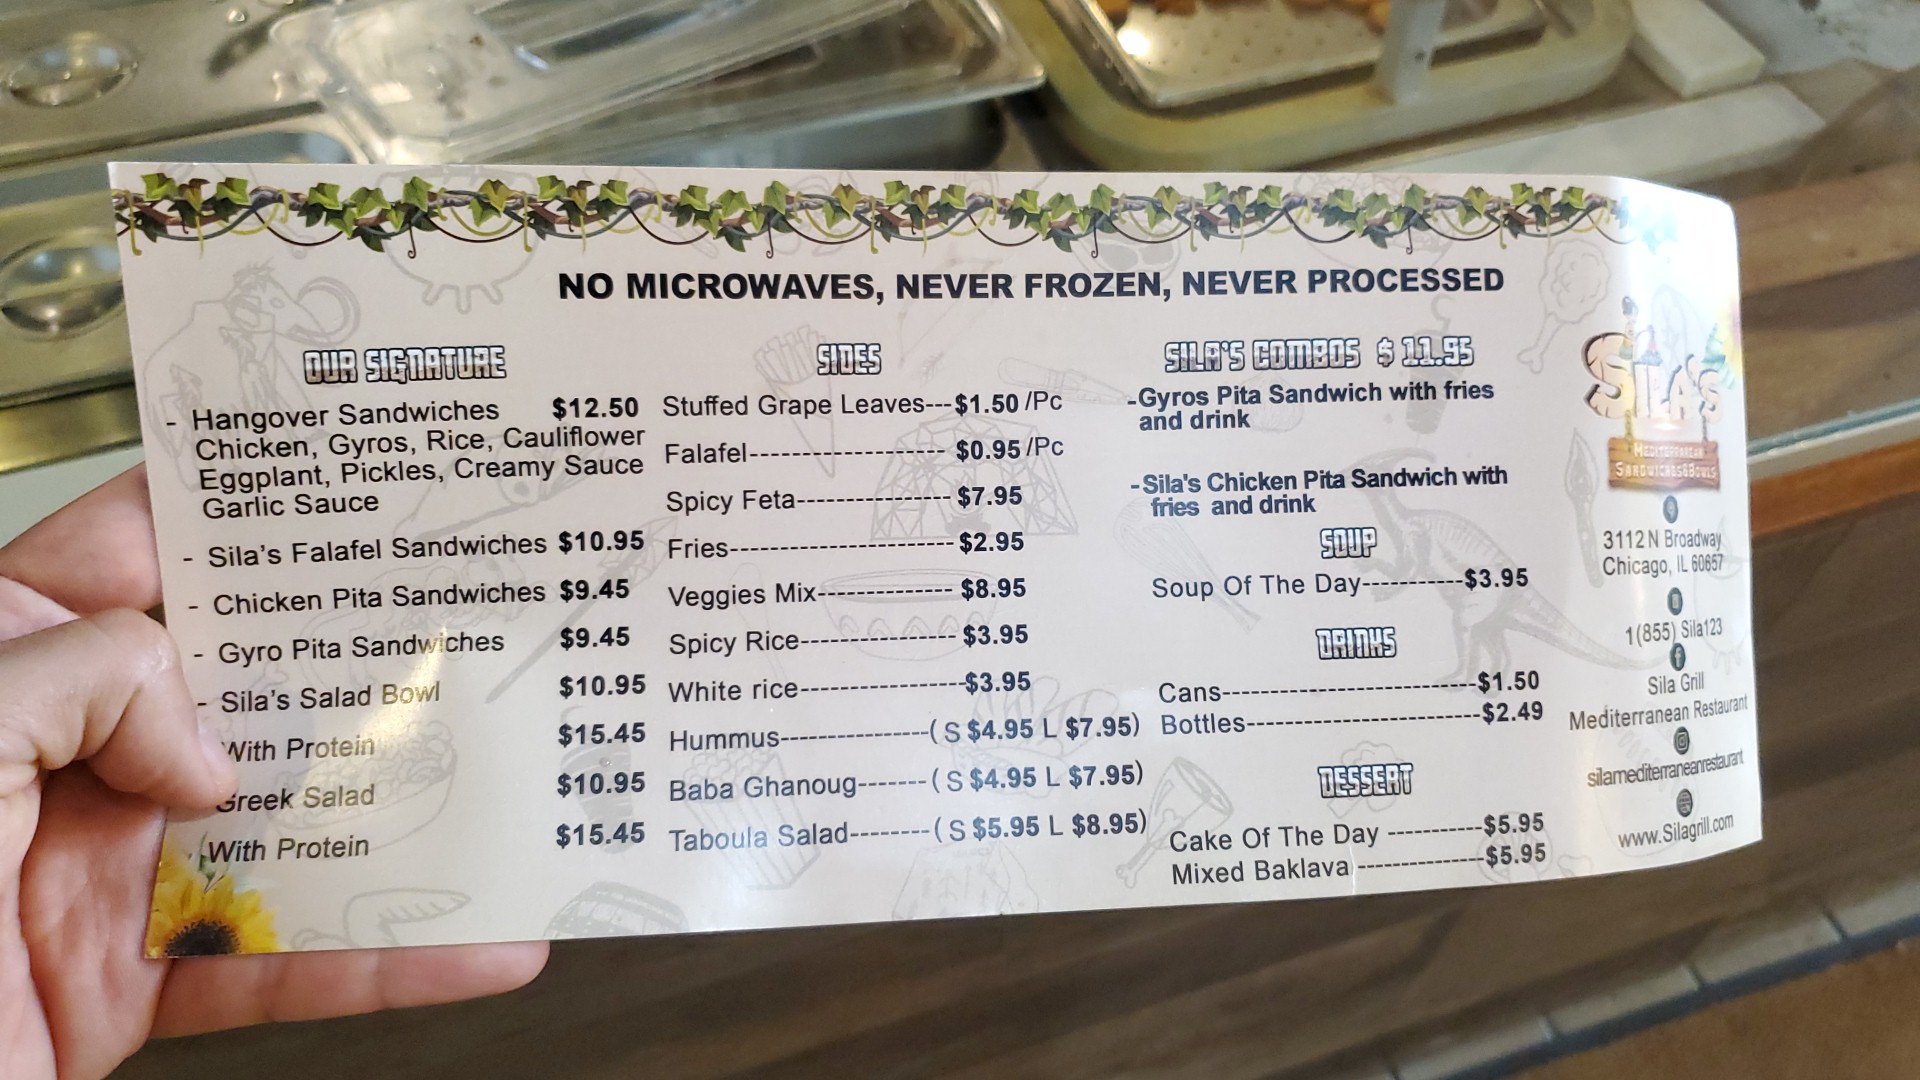 NO MICROWAVES, NEVER FROZEN, NEVER PROCESSED
OUR SIGNATURE
- Hangover Sandwiches $12.50
Chicken, Gyros, Rice, Cauliflower
Eggplant, Pickles, Creamy Sauce
Garlic Sauce
- Sila's Falafel Sandwiches $10.95
- Chicken Pita Sandwiches $9.45
- Gyro Pita Sandwiches $9.45
- Sila's Salad Bowl $10.95
With Protein $15.45
Greek Salad $10.95
With Protein $15.45
SIDES
Stuffed Grape Leaves---$1.50 /Pc
Falafel-------------------- $0.95 /Pc
Spicy Feta---------------- $7.95
Fries----------------------- $2.95
Veggies Mix-------------- $8.95
Spicy Rice---------------- $3.95
White rice-----------------$3.95
Hummus---------------( S $4.95 L $7.95)
Baba Ghanoug-------( S $4.95 L $7.95)
Taboula Salad--------( S $5.95 L $8.95)
SILA'S COMBOS $ 11.95
-Gyros Pita Sandwich with fries
and drink
-Sila's Chicken Pita Sandwich with
fries and drink
SOUP
Soup Of The Day-----------$3.95
DRINKS
Cans----------------------------$1.50
Bottles--------------------------$2.49
DESSERT
Cake Of The Day -----------$5.95
Mixed Baklava --------------$5.95
SILA'S
MEDITERRANEAN
SANDWICHES&BOWLS
3112 N Broadway
Chicago, IL 60657
1(855) Sila123
Sila Grill
Mediterranean Restaurant
silamediterraneanrestaurant
www.Silagrill.com